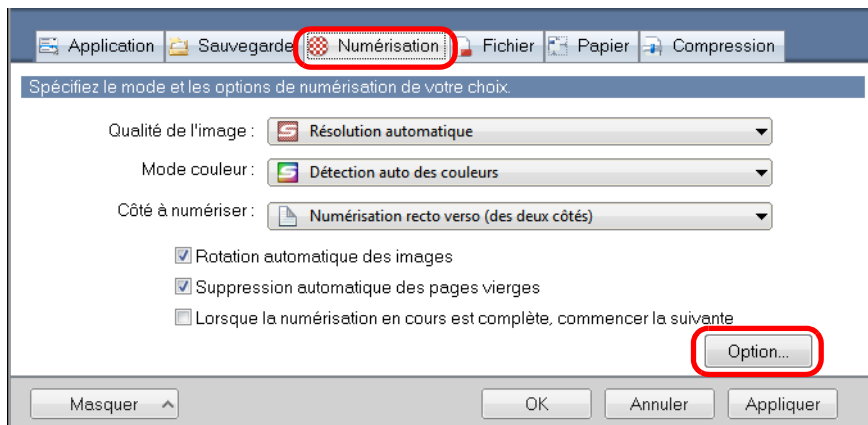 Application Sauvegarde Numérisation Fichier Papier Compression
Spécifiez le mode et les options de numérisation de votre choix.
Qualité de l'image : Résolution automatique
Mode couleur : Détection auto des couleurs
Côté à numériser : Numérisation recto verso (des deux côtés)
Rotation automatique des images
Suppression automatique des pages vierges
Lorsque la numérisation en cours est complète, commencer la suivante
Option...
Masquer OK Annuler Appliquer